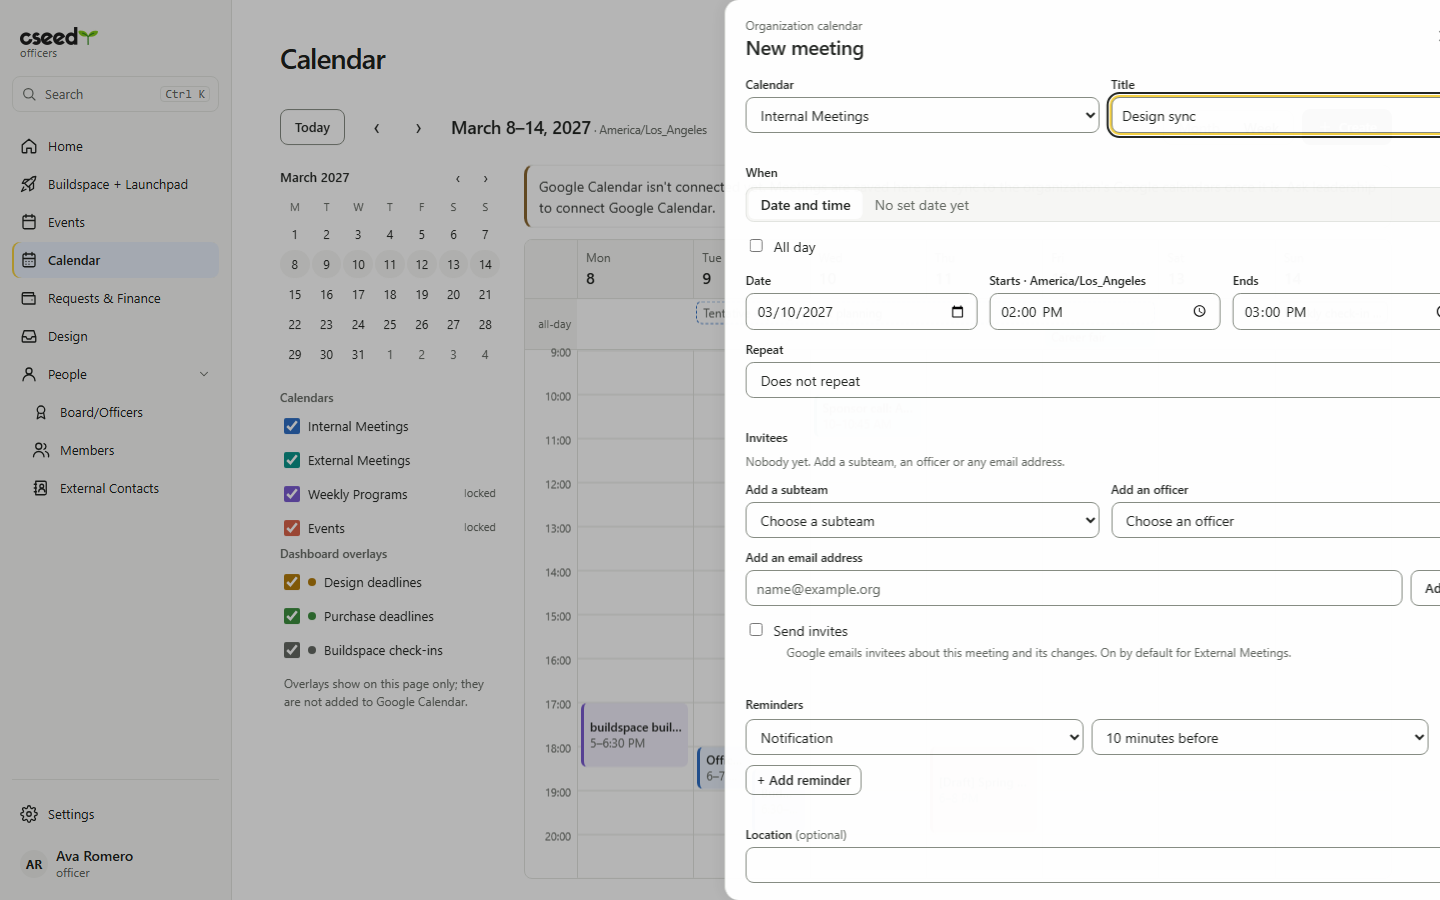 cseed
officers
Search
Ctrl K
Home
Buildspace + Launchpad
Events
Calendar
Requests & Finance
Design
People
Board/Officers
Members
External Contacts
Settings
AR
Ava Romero
officer
Calendar
Today
March 8–14, 2027 · America/Los_Angeles
March 2027
M T W T F S S
1 2 3 4 5 6 7
8 9 10 11 12 13 14
15 16 17 18 19 20 21
22 23 24 25 26 27 28
29 30 31 1 2 3 4
Calendars
Internal Meetings
External Meetings
Weekly Programs locked
Events locked
Dashboard overlays
Design deadlines
Purchase deadlines
Buildspace check-ins
Overlays show on this page only; they
are not added to Google Calendar.
Google Calendar isn't connected
to connect Google Calendar.
Mon
8
Tue
9
all-day
Tent
9:00
10:00
11:00
12:00
13:00
14:00
15:00
16:00
17:00
18:00
19:00
20:00
buildspace buil...
5–6:30 PM
Off
6–7
Organization calendar
New meeting
Calendar
Internal Meetings
Title
Design sync
When
Date and time
No set date yet
All day
Date
03/10/2027
Starts · America/Los_Angeles
02:00 PM
Ends
03:00 PM
Repeat
Does not repeat
Invitees
Nobody yet. Add a subteam, an officer or any email address.
Add a subteam
Choose a subteam
Add an officer
Choose an officer
Add an email address
name@example.org
Ad
Send invites
Google emails invitees about this meeting and its changes. On by default for External Meetings.
Reminders
Notification
10 minutes before
+ Add reminder
Location (optional)